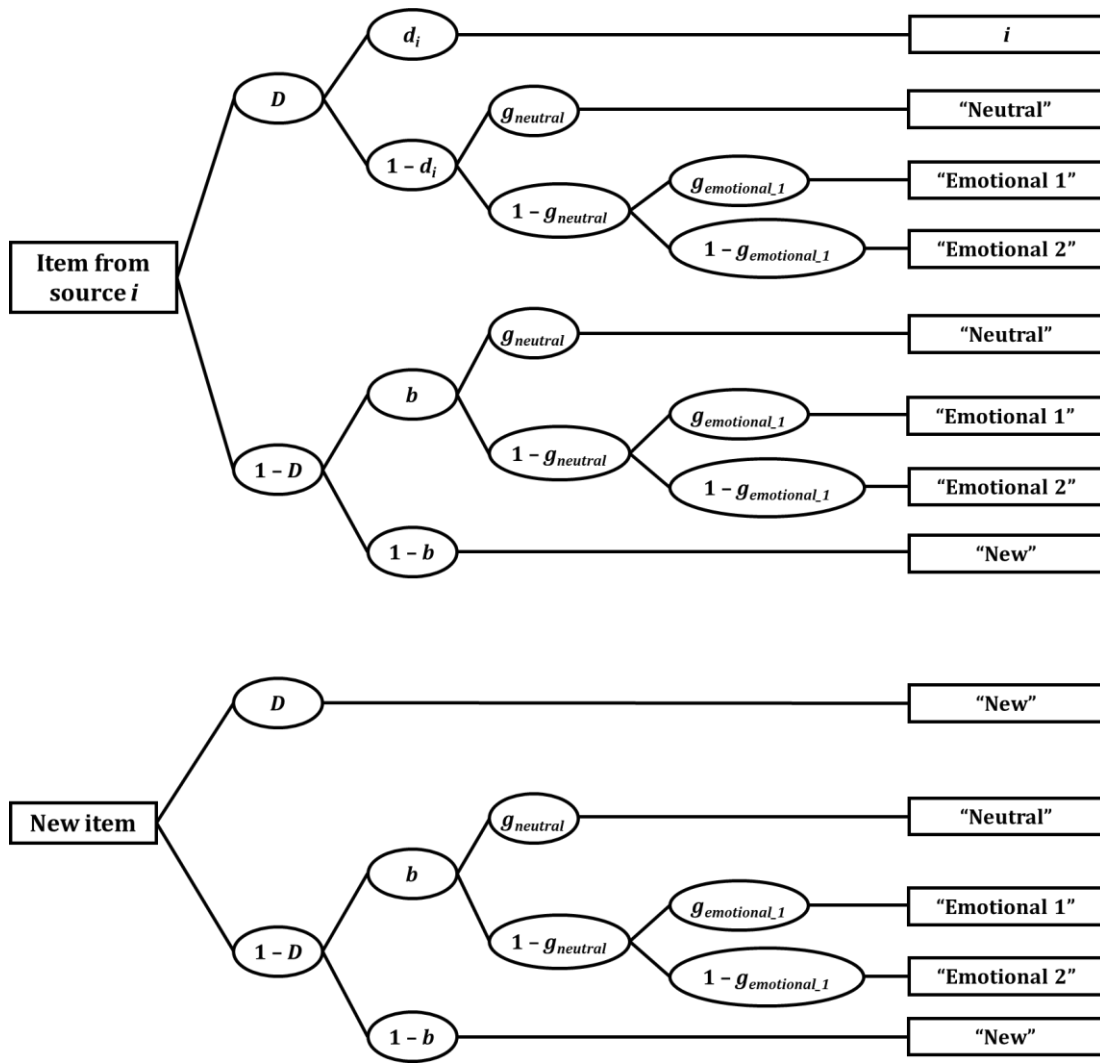 d_i
i
D
g_neutral
“Neutral”
1 – d_i
g_emotional_1
“Emotional 1”
1 – g_neutral
1 – g_emotional_1
“Emotional 2”
Item from
source i
g_neutral
“Neutral”
b
g_emotional_1
“Emotional 1”
1 – D
1 – g_neutral
1 – g_emotional_1
“Emotional 2”
1 – b
“New”
D
“New”
New item
g_neutral
“Neutral”
b
g_emotional_1
“Emotional 1”
1 – D
1 – g_neutral
1 – g_emotional_1
“Emotional 2”
1 – b
“New”